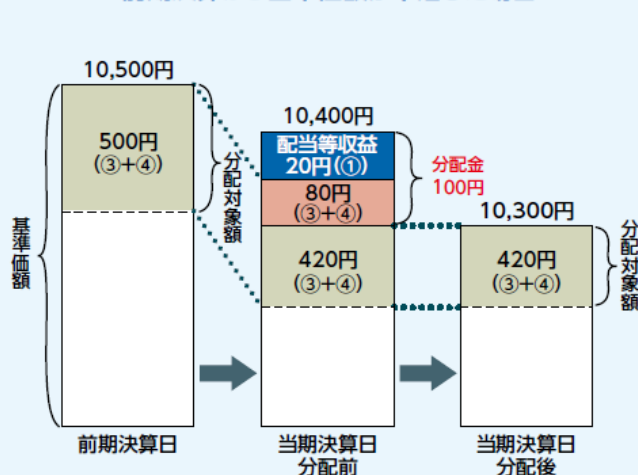 10,500円
500円
(③+④)
分配対象額
基準価額
前期決算日
10,400円
配当等収益
20円(①)
80円
(③+④)
420円
(③+④)
分配金
100円
当期決算日
分配前
10,300円
420円
(③+④)
分配対象額
当期決算日
分配後